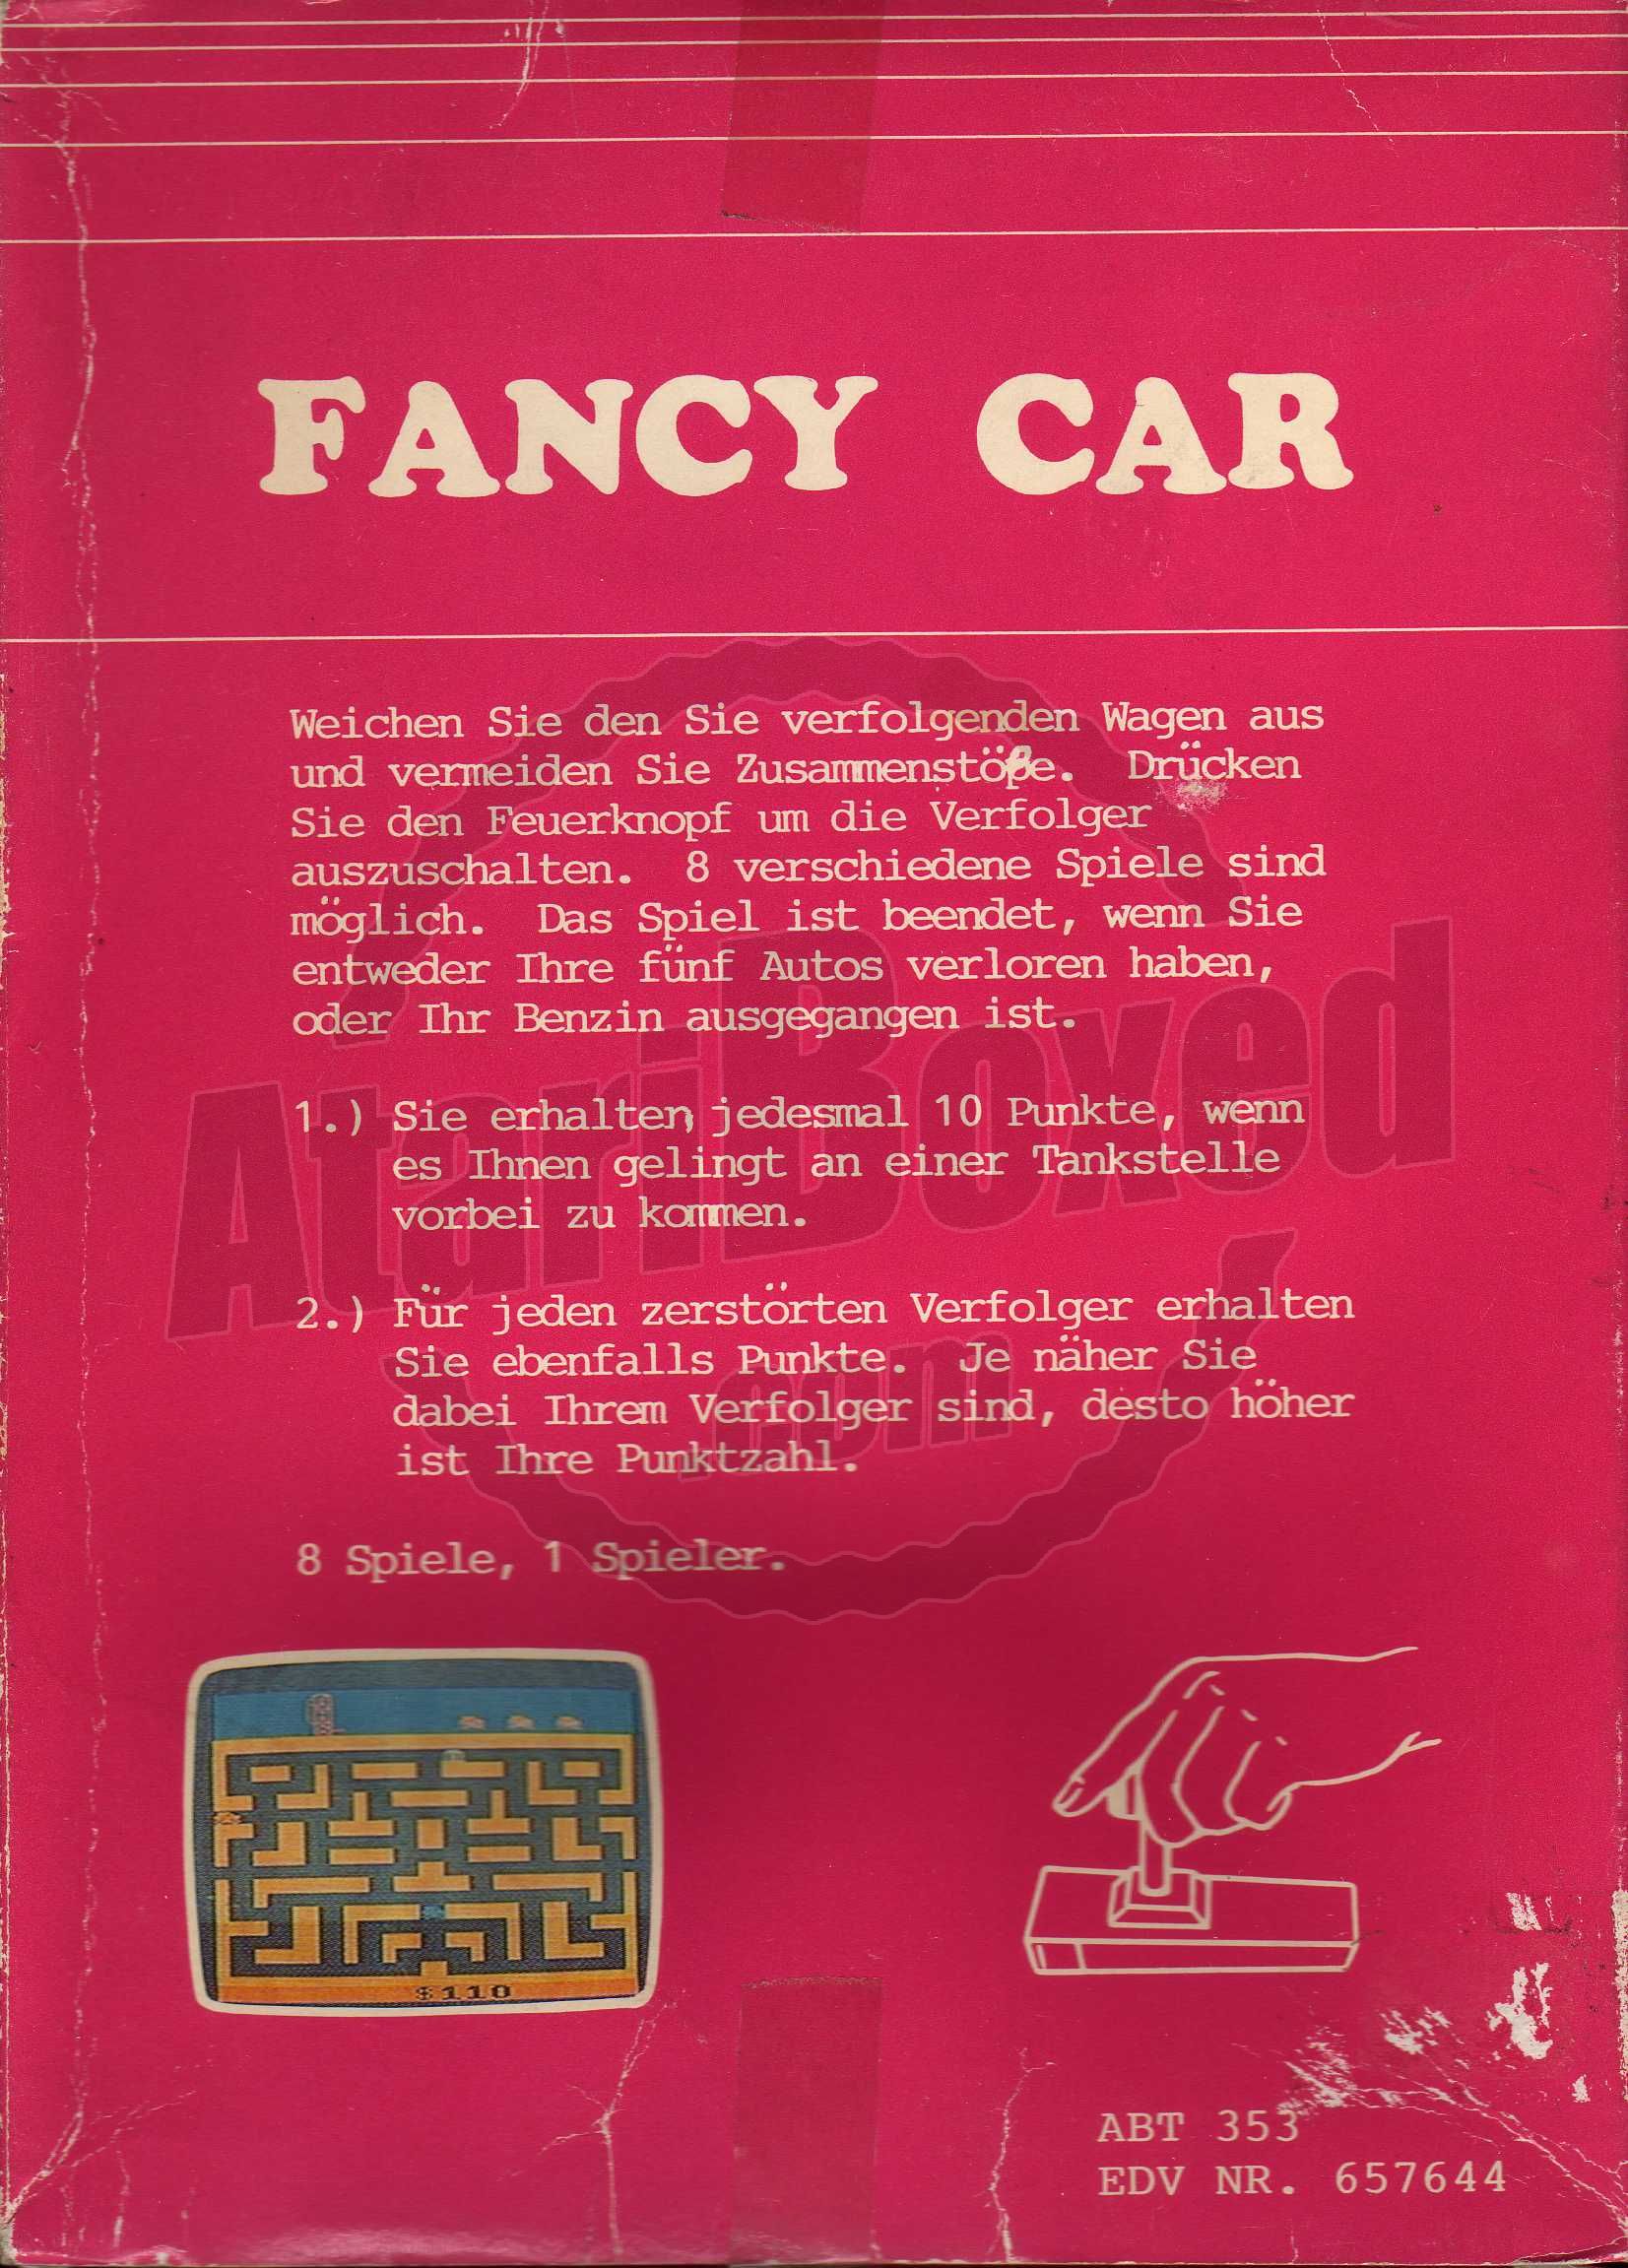 FANCY CAR
Weichen Sie den Sie verfolgenden Wagen aus
und vermeiden Sie Zusammenstöße. Drücken
Sie den Feuerknopf um die Verfolger
auszuschalten. 8 verschiedene Spiele sind
möglich. Das Spiel ist beendet, wenn Sie
entweder Ihre fünf Autos verloren haben,
oder Ihr Benzin ausgegangen ist.
1.) Sie erhalten, jedesmal 10 Punkte, wenn
es Ihnen gelingt an einer Tankstelle
vorbei zu kommen.
AtariBoxed
.com
2.) Für jeden zerstörten Verfolger erhalten
Sie ebenfalls Punkte. Je näher Sie
dabei Ihrem Verfolger sind, desto höher
ist Ihre Punktzahl.
8 Spiele, 1 Spieler.
$110
ABT 353
EDV NR. 657644